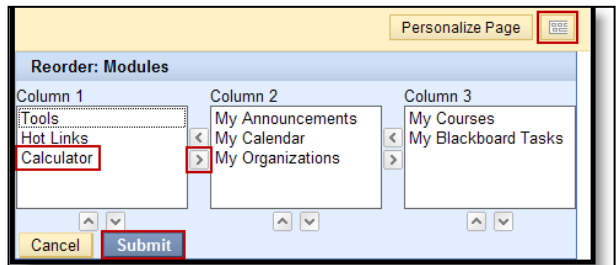 Personalize Page
Reorder: Modules
Column 1
Tools
Hot Links
Calculator
Column 2
My Announcements
My Calendar
My Organizations
Column 3
My Courses
My Blackboard Tasks
Cancel
Submit